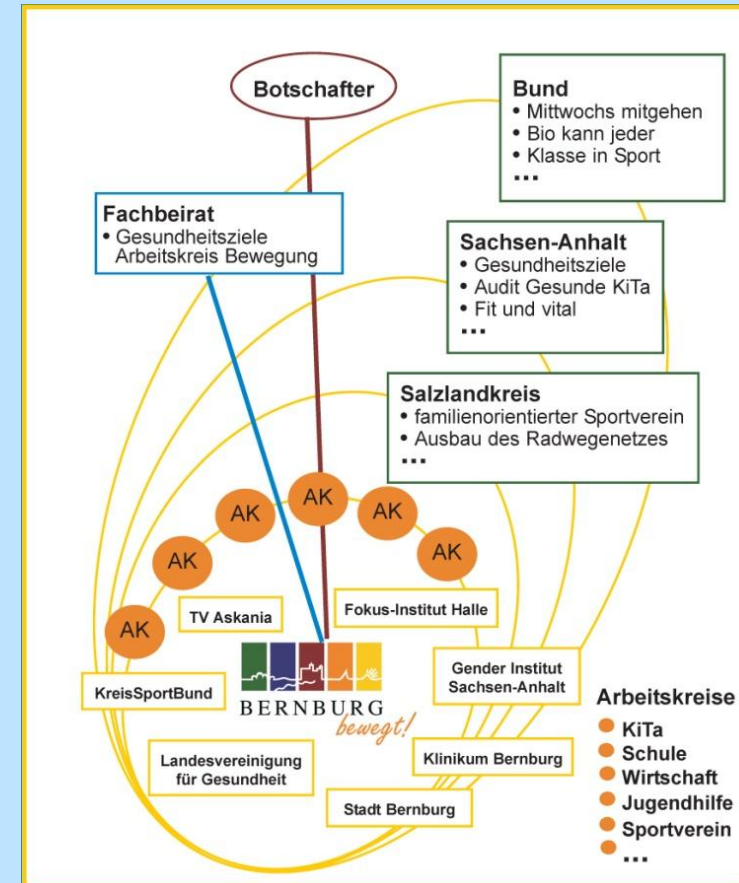 Botschafter
Bund
• Mittwochs mitgehen
• Bio kann jeder
• Klasse in Sport
...
Fachbeirat
• Gesundheitsziele
Arbeitskreis Bewegung
Sachsen-Anhalt
• Gesundheitsziele
• Audit Gesunde KiTa
• Fit und vital
...
Salzlandkreis
• familienorientierter Sportverein
• Ausbau des Radwegenetzes
...
AK
AK
AK
AK
AK
AK
AK
TV Askania
Fokus-Institut Halle
KreisSportBund
BERNBURG
bewegt!
Gender Institut
Sachsen-Anhalt
Landesvereinigung
für Gesundheit
Klinikum Bernburg
Stadt Bernburg
Arbeitskreise
KiTa
Schule
Wirtschaft
Jugendhilfe
Sportverein
...